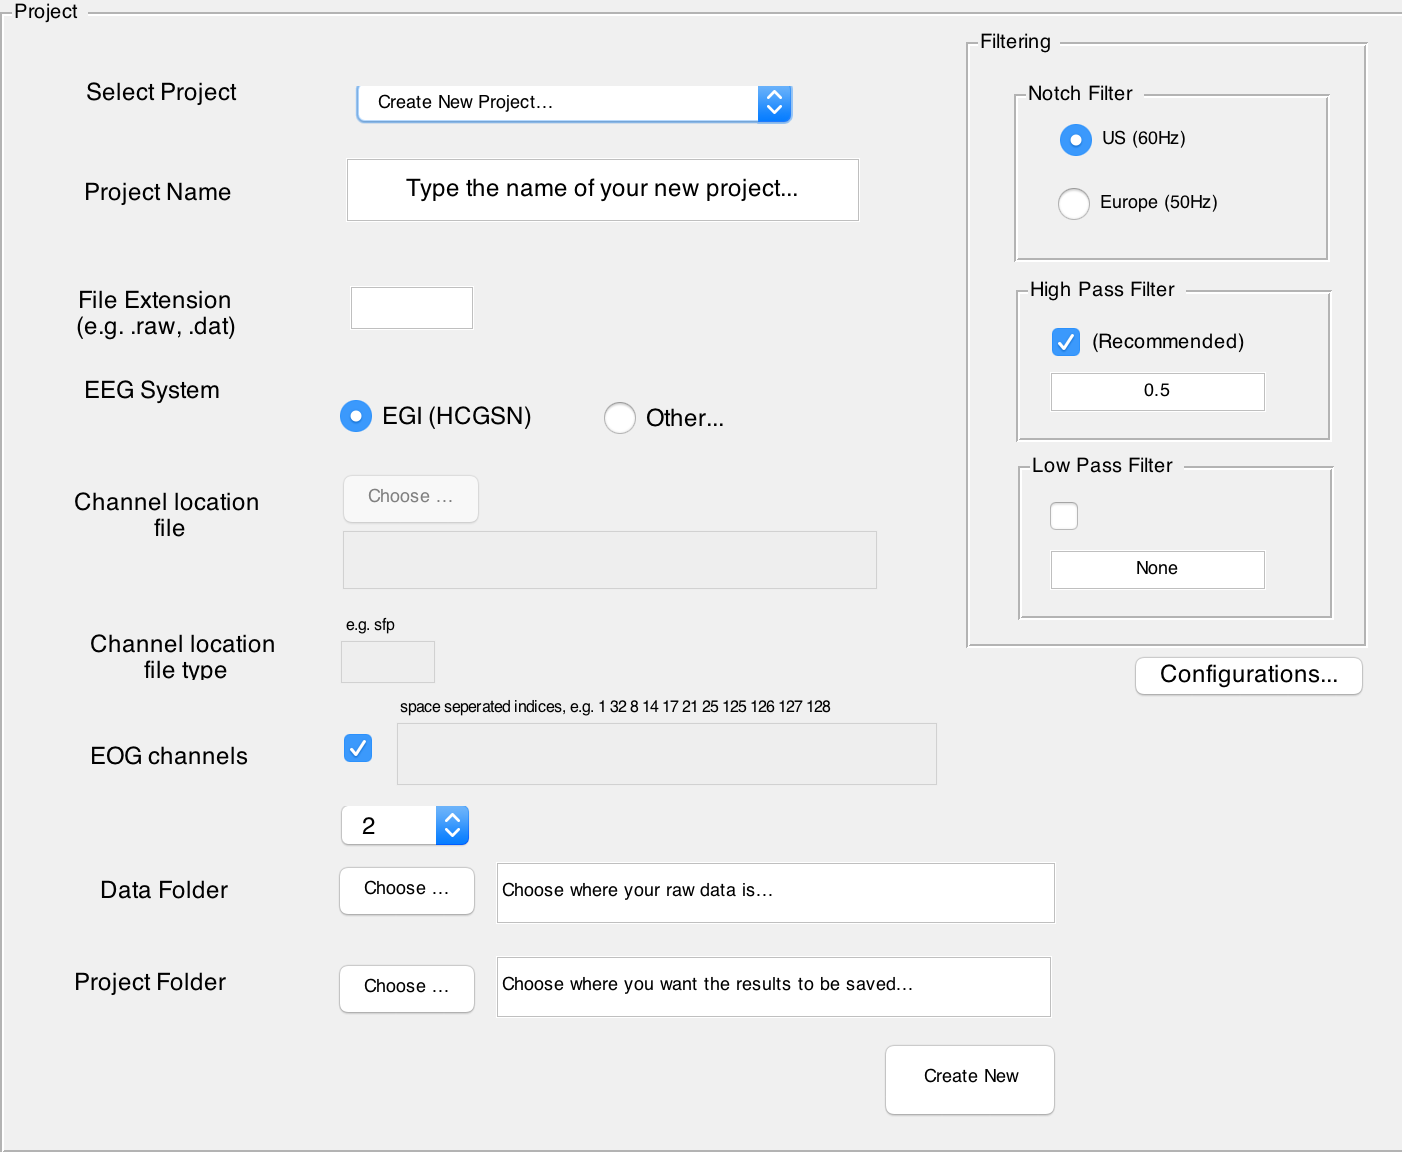 Project
Select Project
Create New Project...
Project Name
Type the name of your new project...
File Extension
(e.g. .raw, .dat)
EEG System
EGI (HCGSN)
Other...
Channel location
file
Choose ...
Channel location
file type
e.g. sfp
space seperated indices, e.g. 1 32 8 14 17 21 25 125 126 127 128
EOG channels
2
Data Folder
Choose ...
Choose where your raw data is...
Project Folder
Choose ...
Choose where you want the results to be saved...
Create New
Filtering
Notch Filter
US (60Hz)
Europe (50Hz)
High Pass Filter
(Recommended)
0.5
Low Pass Filter
None
Configurations...